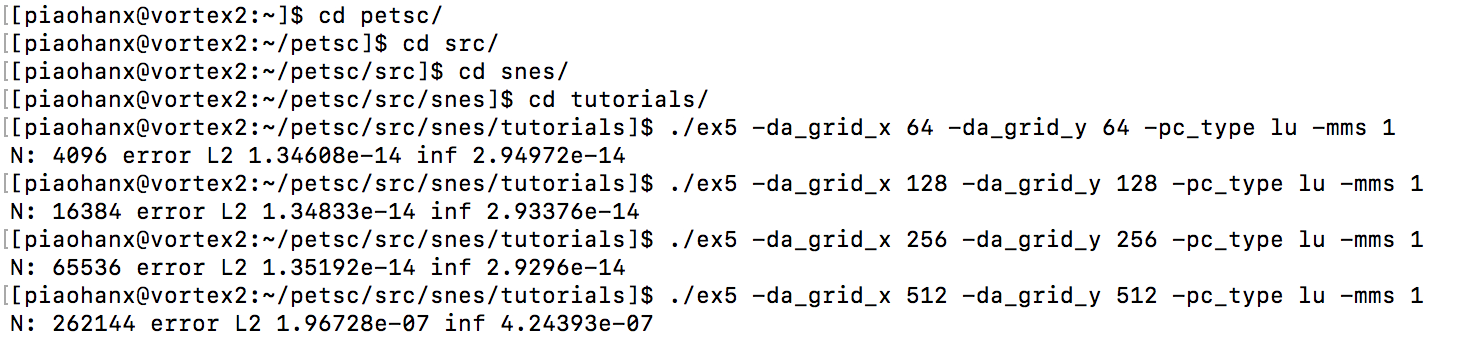 [[piaohanx@vortex2:~]$ cd petsc/
[[piaohanx@vortex2:~/petsc]$ cd src/
[[piaohanx@vortex2:~/petsc/src]$ cd snes/
[[piaohanx@vortex2:~/petsc/src/snes]$ cd tutorials/
[[piaohanx@vortex2:~/petsc/src/snes/tutorials]$ ./ex5 -da_grid_x 64 -da_grid_y 64 -pc_type lu -mms 1
N: 4096 error L2 1.34608e-14 inf 2.94972e-14
[[piaohanx@vortex2:~/petsc/src/snes/tutorials]$ ./ex5 -da_grid_x 128 -da_grid_y 128 -pc_type lu -mms 1
N: 16384 error L2 1.34833e-14 inf 2.93376e-14
[[piaohanx@vortex2:~/petsc/src/snes/tutorials]$ ./ex5 -da_grid_x 256 -da_grid_y 256 -pc_type lu -mms 1
N: 65536 error L2 1.35192e-14 inf 2.9296e-14
[[piaohanx@vortex2:~/petsc/src/snes/tutorials]$ ./ex5 -da_grid_x 512 -da_grid_y 512 -pc_type lu -mms 1
N: 262144 error L2 1.96728e-07 inf 4.24393e-07